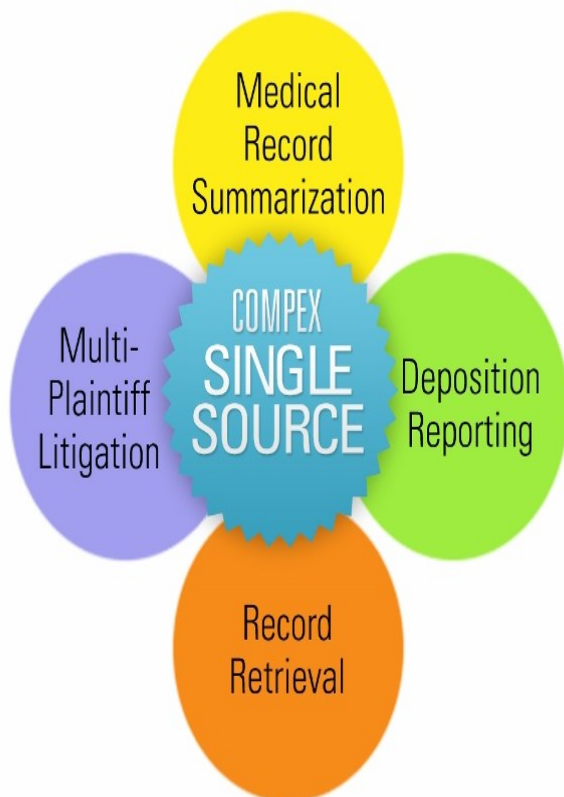 Medical
Record
Summarization
Multi-
Plaintiff
Litigation
COMPEX
SINGLE
SOURCE
Deposition
Reporting
Record
Retrieval